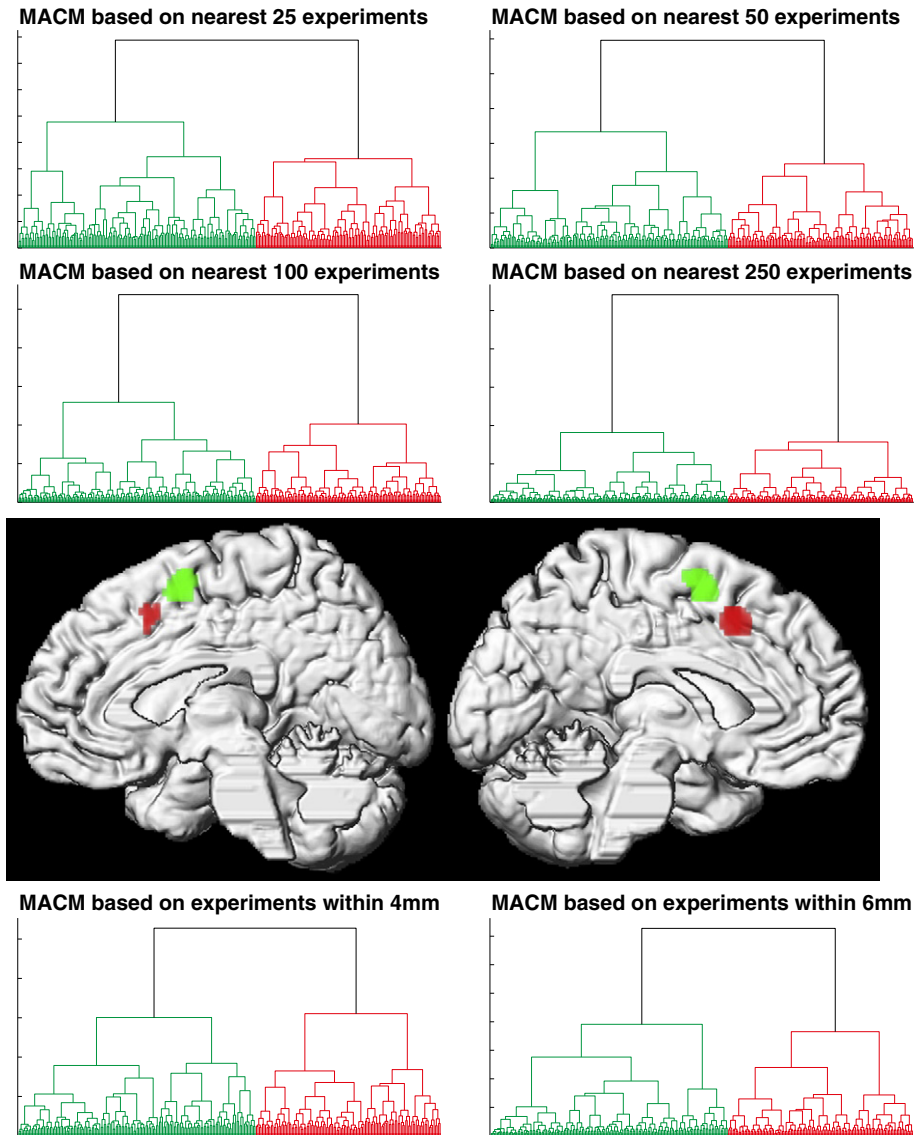 MACM based on nearest 25 experiments
MACM based on nearest 50 experiments
MACM based on nearest 100 experiments
MACM based on nearest 250 experiments
MACM based on experiments within 4mm
MACM based on experiments within 6mm